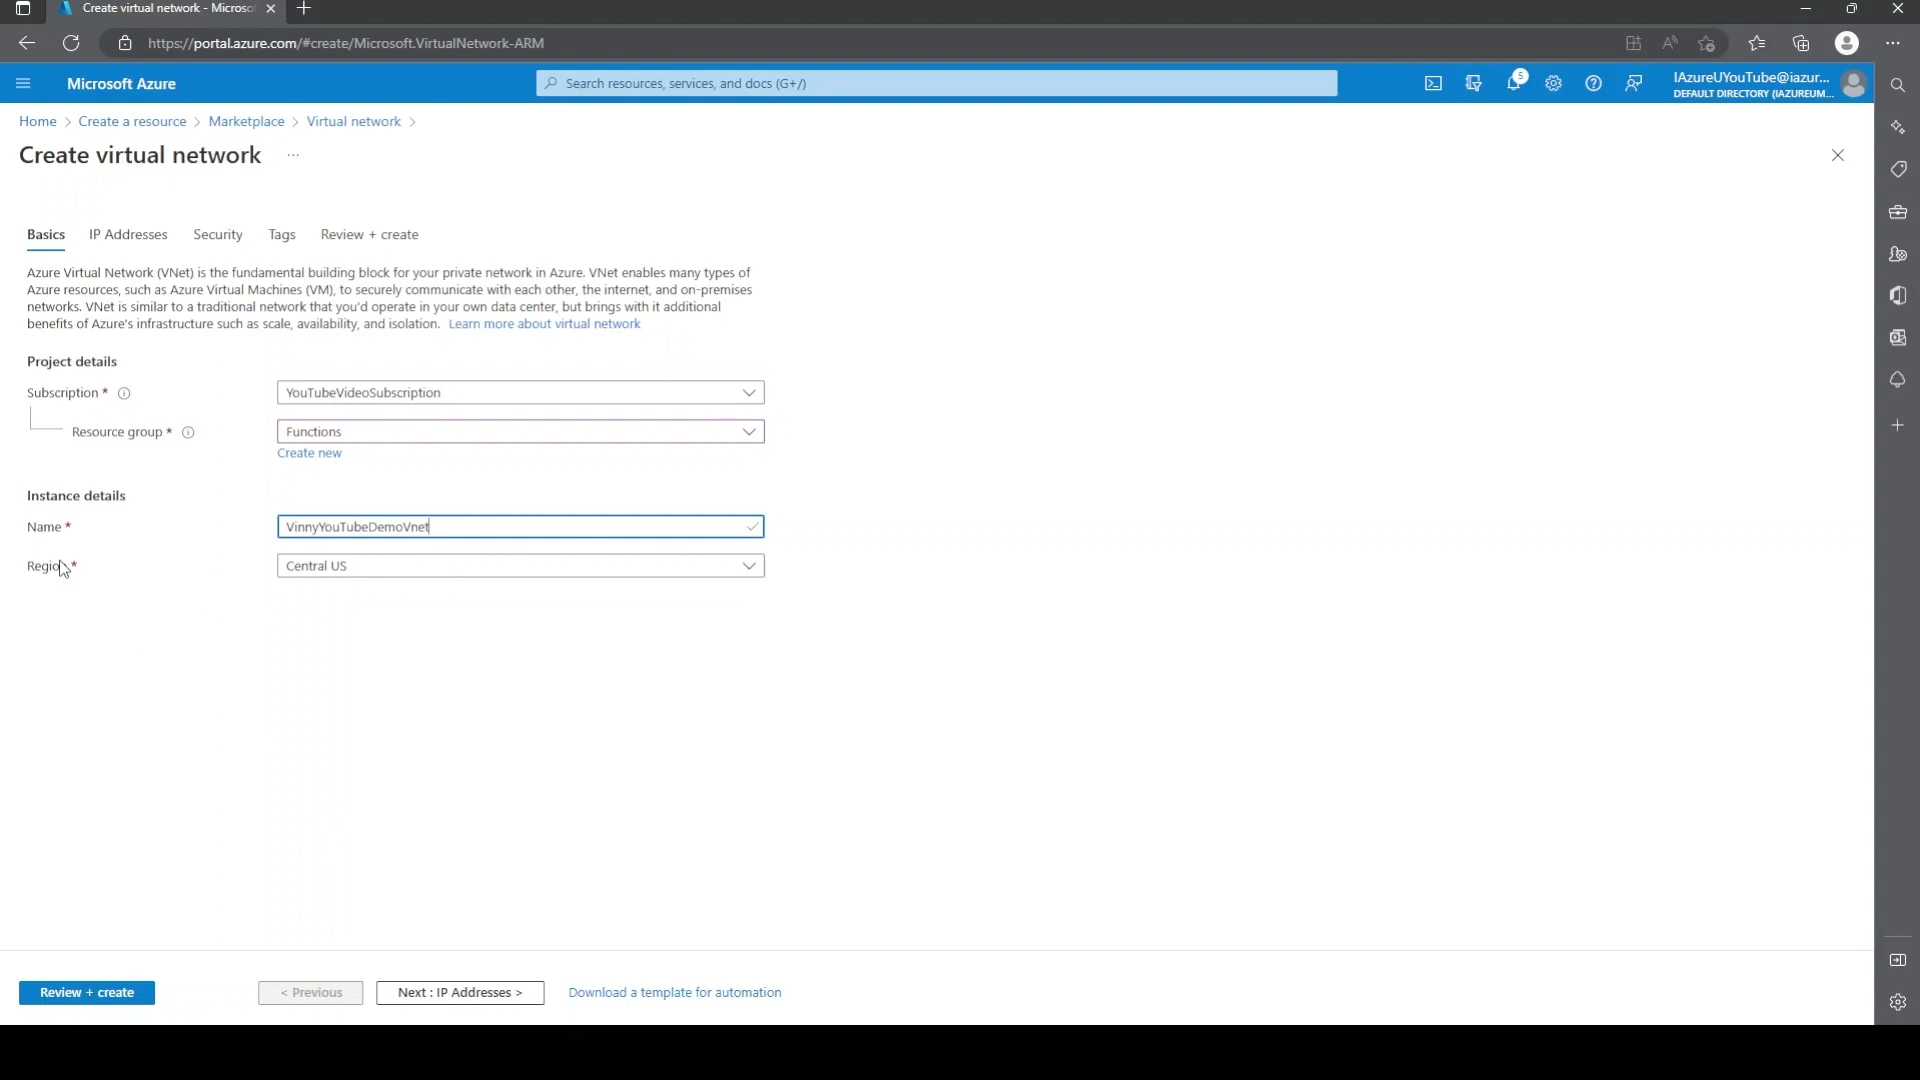 Create virtual network - Microso
https://portal.azure.com/#create/Microsoft.VirtualNetwork-ARM
Microsoft Azure
Search resources, services, and docs (G+/)
5
IAzureUYouTube@iazur...
DEFAULT DIRECTORY (IAZUREUM...
Home > Create a resource > Marketplace > Virtual network >
Create virtual network ...
Basics IP Addresses Security Tags Review + create
Azure Virtual Network (VNet) is the fundamental building block for your private network in Azure. VNet enables many types of
Azure resources, such as Azure Virtual Machines (VM), to securely communicate with each other, the internet, and on-premises
networks. VNet is similar to a traditional network that you'd operate in your own data center, but brings with it additional
benefits of Azure's infrastructure such as scale, availability, and isolation. Learn more about virtual network
Project details
Subscription * YouTubeVideoSubscription
Resource group * Functions
Create new
Instance details
Name * VinnyYouTubeDemoVnet
Region * Central US
Review + create < Previous Next : IP Addresses > Download a template for automation